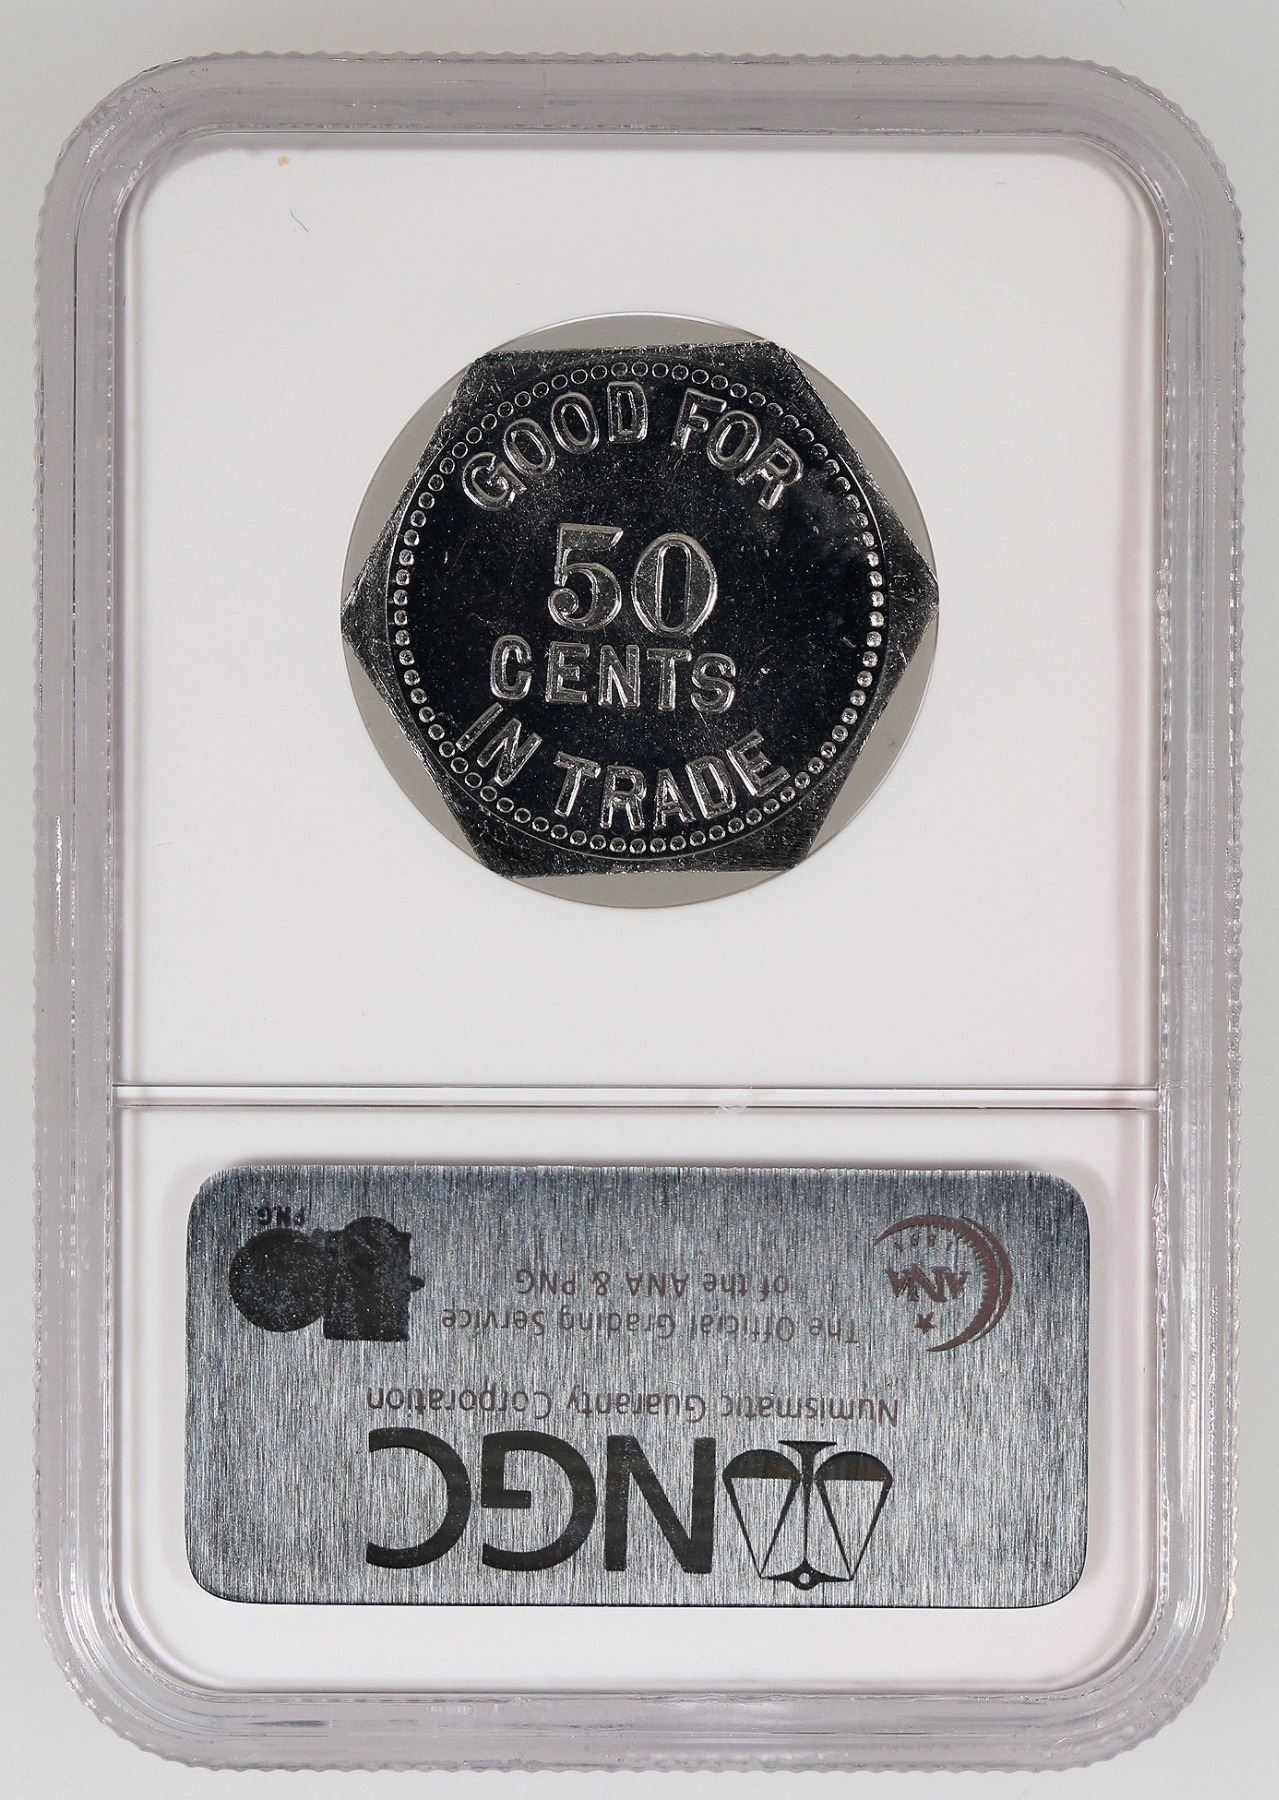 GOOD FOR
50
CENTS
IN TRADE
NGC
Numismatic Guaranty Corporation
The Official Grading Service
of the ANA & PNG
ANA
1891
P.N.G.